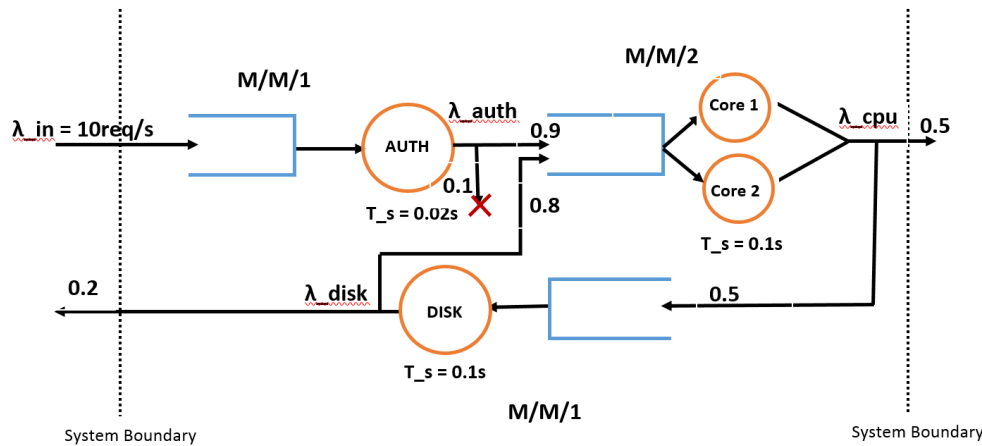 M/M/1
M/M/2
λ_in = 10req/s
AUTH
λ_auth
0.9
0.1
T_s = 0.02s
0.8
Core 1
Core 2
T_s = 0.1s
λ_cpu
0.5
0.2
λ_disk
DISK
0.5
T_s = 0.1s
M/M/1
System Boundary
System Boundary